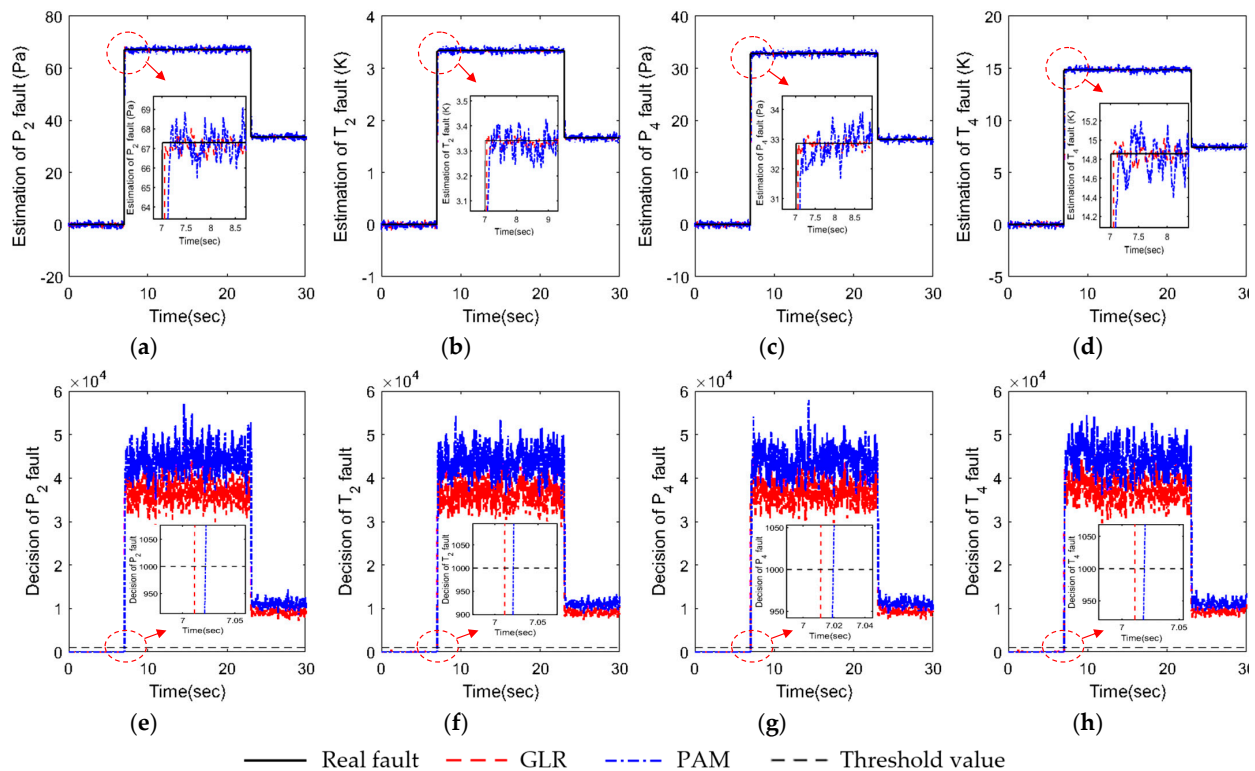 Estimation of P2 fault (Pa)
80
60
40
20
0
-20
0 10 20 30
Time(sec)
Estimation of P2 fault (Pa)
69
68
67
66
65
64
7 7.5 8 8.5
Time(sec)
(a)
Estimation of T2 fault (K)
4
3
2
1
0
-1
0 10 20 30
Time(sec)
Estimation of T2 fault (K)
3.5
3.4
3.3
3.2
3.1
7 8 9
Time(sec)
(b)
Estimation of P4 fault (Pa)
40
30
20
10
0
-10
0 10 20 30
Time(sec)
Estimation of P4 fault (Pa)
34
33
32
31
7 7.5 8 8.5
Time(sec)
(c)
Estimation of T4 fault (K)
20
15
10
5
0
-5
0 10 20 30
Time(sec)
Estimation of T4 fault (K)
15.2
15
14.8
14.6
14.4
14.2
7 7.5 8
Time(sec)
(d)
×10^4
Decision of P2 fault
6
5
4
3
2
1
0
0 10 20 30
Time(sec)
Decision of P2 fault
1050
1000
950
7 7.05
Time(sec)
(e)
×10^4
Decision of T2 fault
6
5
4
3
2
1
0
0 10 20 30
Time(sec)
Decision of T2 fault
1050
1000
950
900
7 7.05
Time(sec)
(f)
×10^4
Decision of P4 fault
6
5
4
3
2
1
0
0 10 20 30
Time(sec)
Decision of P4 fault
1050
1000
950
7 7.02 7.04
Time(sec)
(g)
×10^4
Decision of T4 fault
6
5
4
3
2
1
0
0 10 20 30
Time(sec)
Decision of T4 fault
1050
1000
950
7 7.05
Time(sec)
(h)
Real fault GLR PAM Threshold value